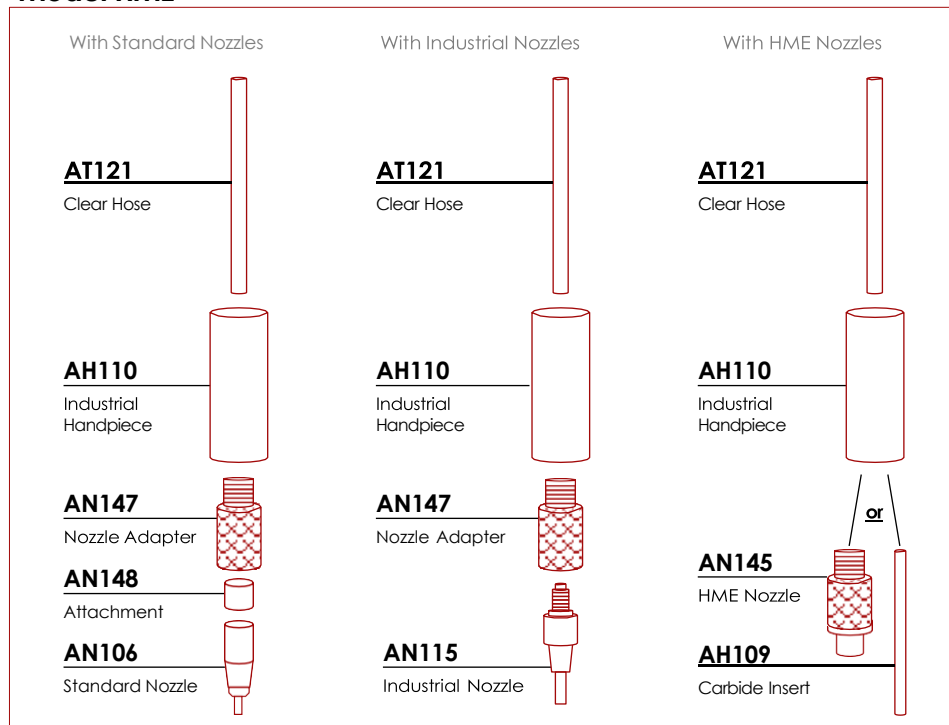 With Standard Nozzles
AT121
Clear Hose
AH110
Industrial
Handpiece
AN147
Nozzle Adapter
AN148
Attachment
AN106
Standard Nozzle
With Industrial Nozzles
AT121
Clear Hose
AH110
Industrial
Handpiece
AN147
Nozzle Adapter
AN115
Industrial Nozzle
With HME Nozzles
AT121
Clear Hose
AH110
Industrial
Handpiece
or
AN145
HME Nozzle
AH109
Carbide Insert